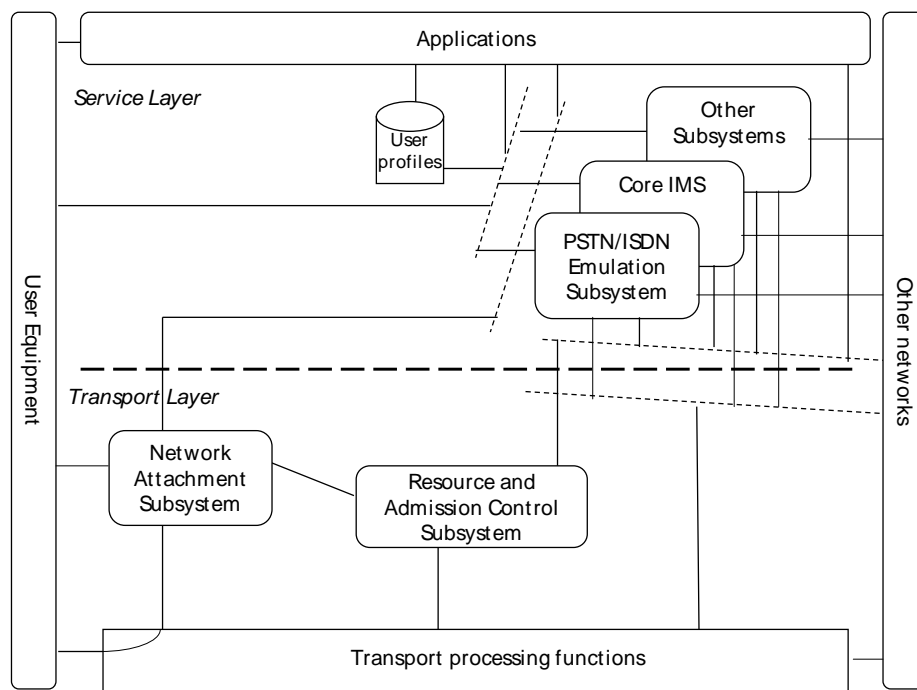 Applications
Service Layer
User
profiles
Other
Subsystems
Core IMS
PSTN/ISDN
Emulation
Subsystem
User Equipment
Other networks
Transport Layer
Network
Attachment
Subsystem
Resource and
Admission Control
Subsystem
Transport processing functions